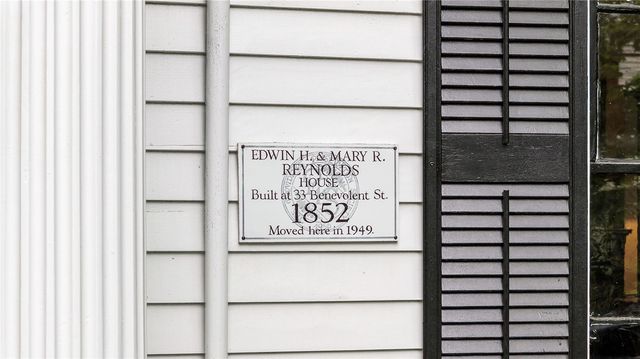 EDWIN H. & MARY R.
REYNOLDS
HOUSE
Built at 33 Benevolent St.
1852
Moved here in 1949.